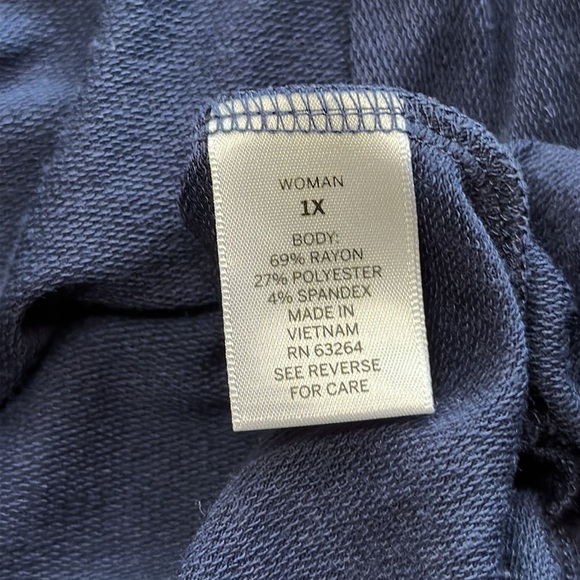 WOMAN
1X
BODY:
69% RAYON
27% POLYESTER
4% SPANDEX
MADE IN
VIETNAM
RN 63264
SEE REVERSE
FOR CARE